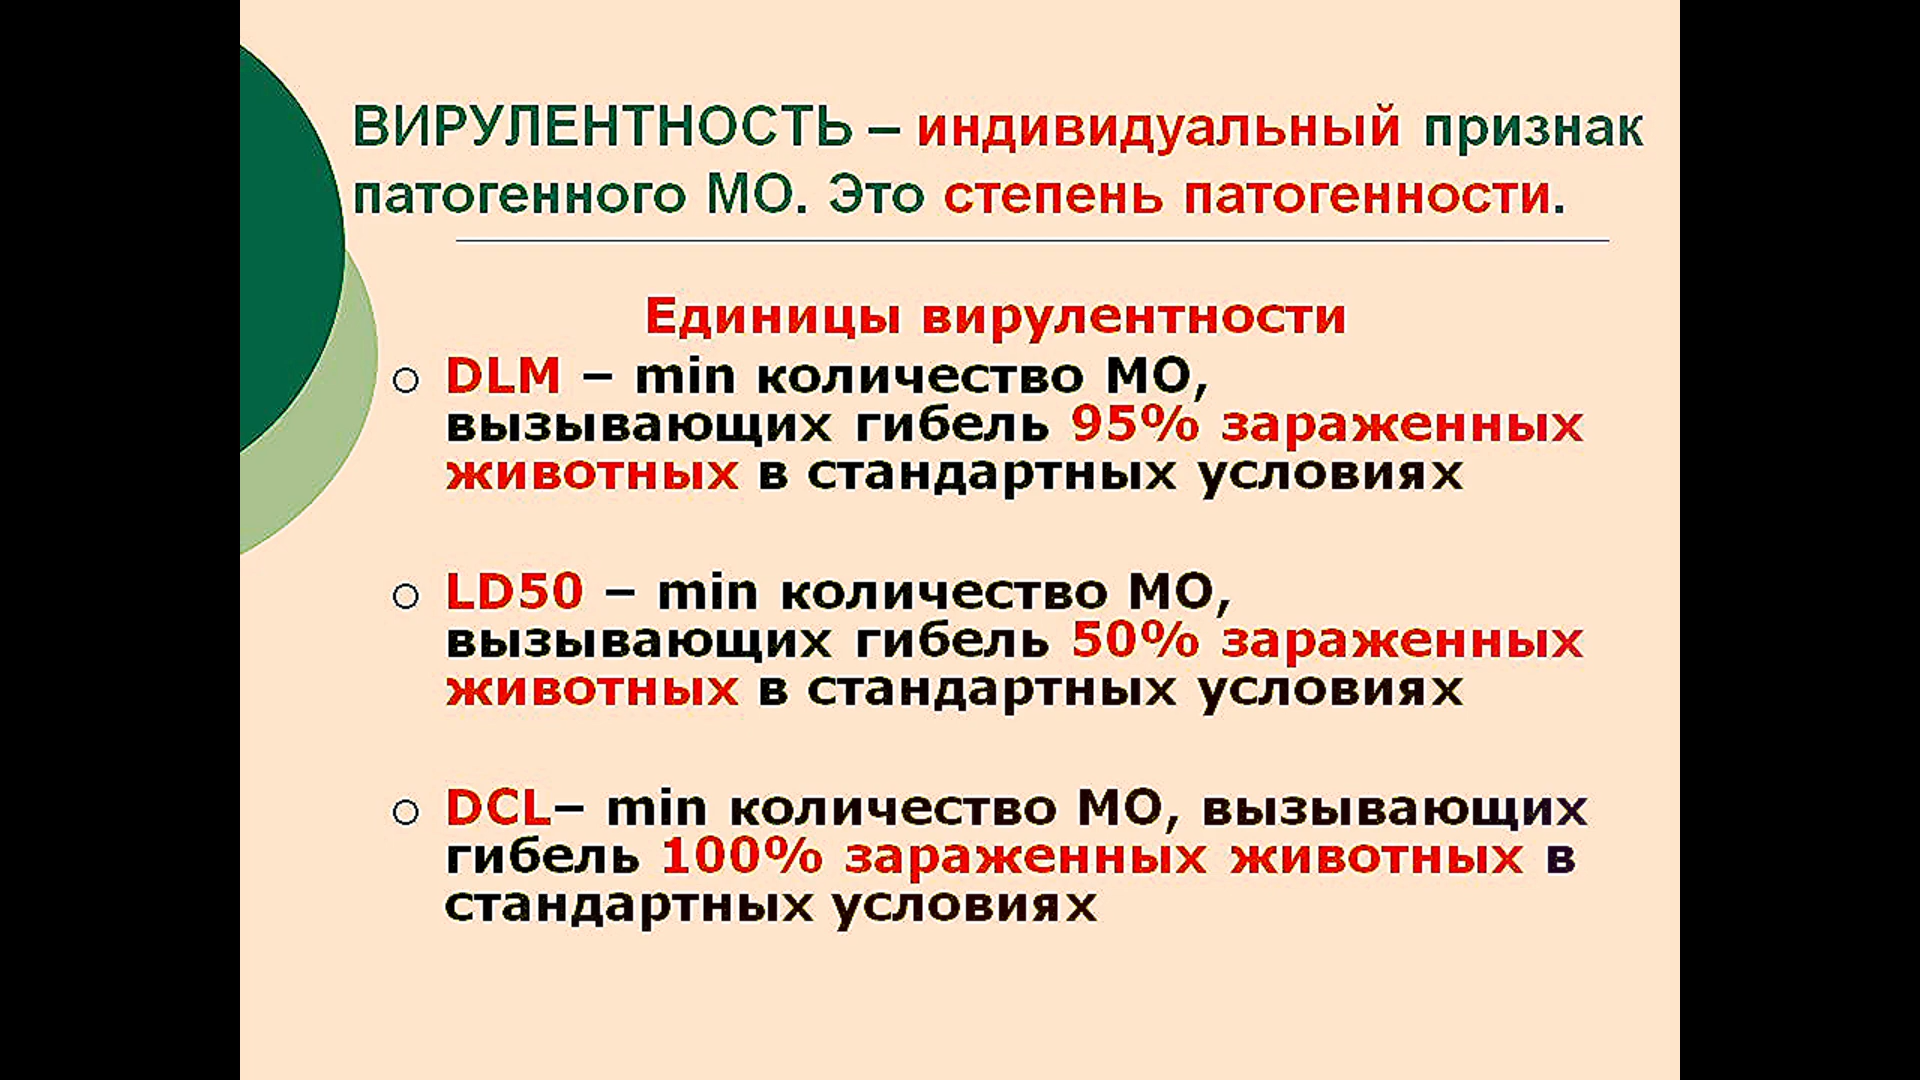 ВИРУЛЕНТНОСТЬ – индивидуальный признак
патогенного МО. Это степень патогенности.
Единицы вирулентности
DLM – min количество МО,
вызывающих гибель 95% зараженных
животных в стандартных условиях
LD50 – min количество МО,
вызывающих гибель 50% зараженных
животных в стандартных условиях
DCL– min количество МО, вызывающих
гибель 100% зараженных животных в
стандартных условиях